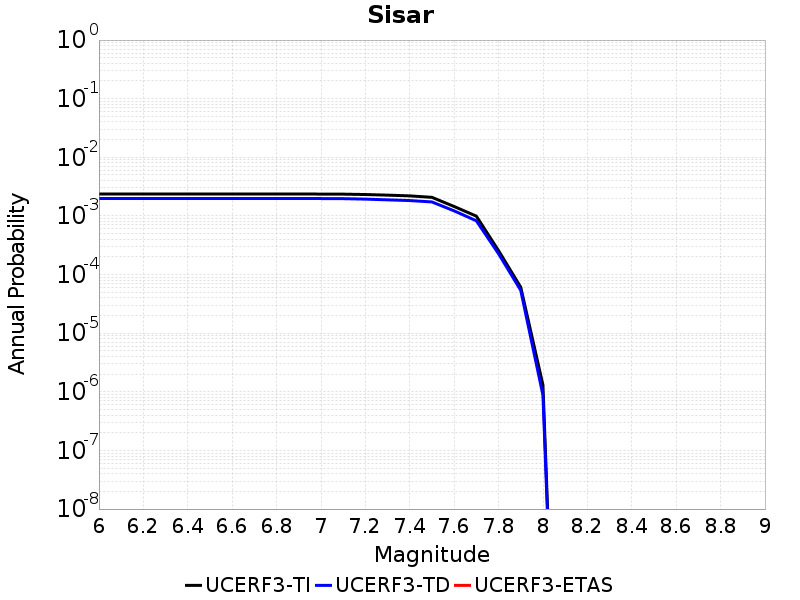 Sisar
10^0
10^-1
10^-2
10^-3
10^-4
10^-5
10^-6
10^-7
10^-8
Annual Probability
6 6.2 6.4 6.6 6.8 7 7.2 7.4 7.6 7.8 8 8.2 8.4 8.6 8.8 9
Magnitude
UCERF3-TI UCERF3-TD UCERF3-ETAS